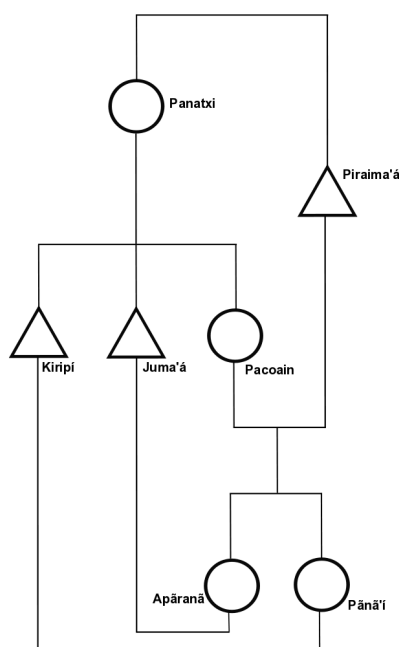 Panatxi
Piraima'á
Kiripí
Juma'á
Pacoain
Apãranã
Pãnã'í